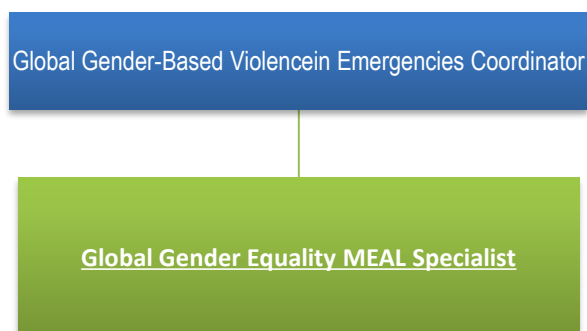 Global Gender-Based Violencein Emergencies Coordinator
Global Gender Equality MEAL Specialist